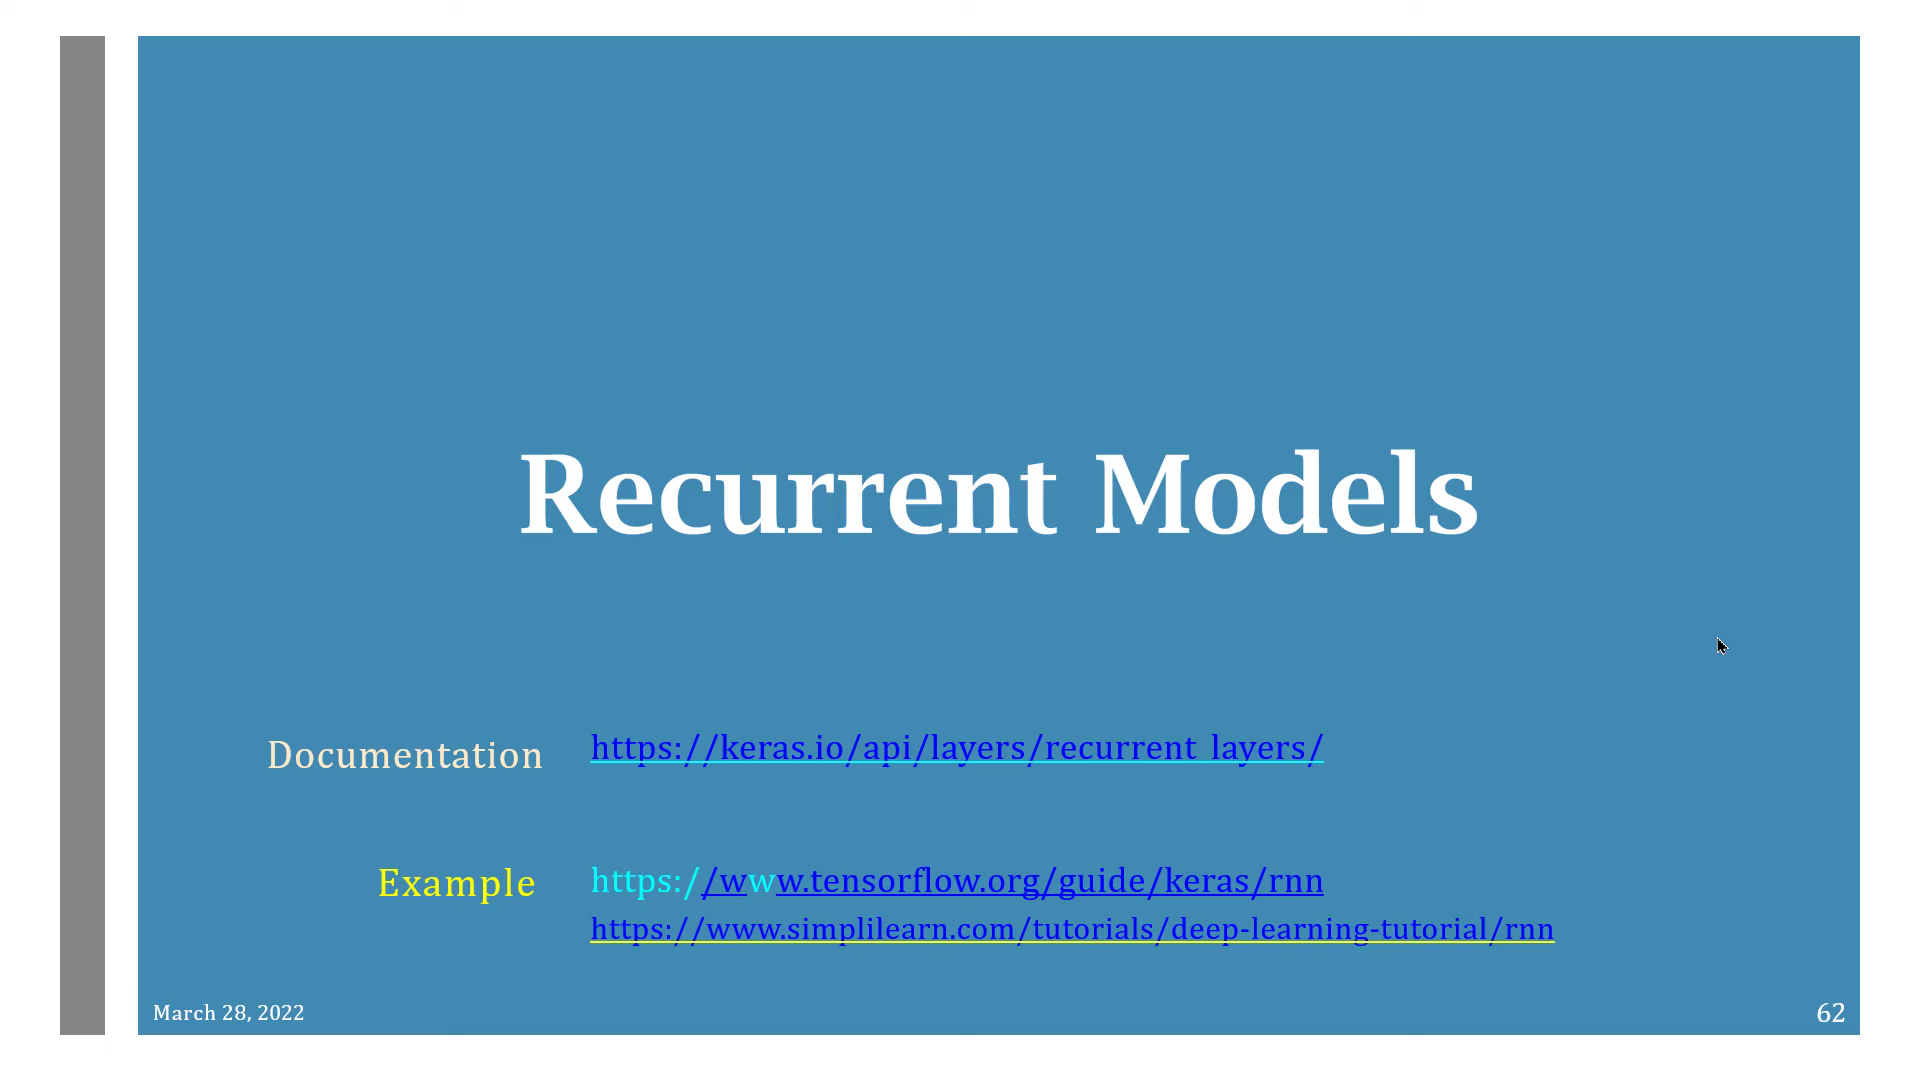 Recurrent Models
Documentation https://keras.io/api/layers/recurrent_layers/
Example https://www.tensorflow.org/guide/keras/rnn
https://www.simplilearn.com/tutorials/deep-learning-tutorial/rnn
March 28, 2022 62